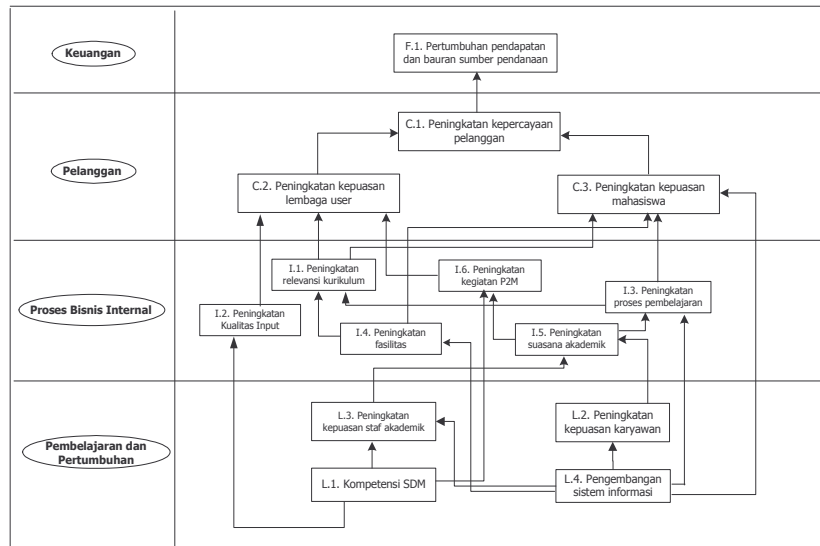 Keuangan
F.1. Pertumbuhan pendapatan
dan bauran sumber pendanaan
Pelanggan
C.1. Peningkatan kepercayaan
pelanggan
C.2. Peningkatan kepuasan
lembaga user
C.3. Peningkatan kepuasan
mahasiswa
Proses Bisnis Internal
I.1. Peningkatan
relevansi kurikulum
I.6. Peningkatan
kegiatan P2M
I.3. Peningkatan
proses pembelajaran
I.2. Peningkatan
Kualitas Input
I.4. Peningkatan
fasilitas
I.5. Peningkatan
suasana akademik
Pembelajaran dan
Pertumbuhan
L.3. Peningkatan
kepuasan staf akademik
L.2. Peningkatan
kepuasan karyawan
L.1. Kompetensi SDM
L.4. Pengembangan
sistem informasi